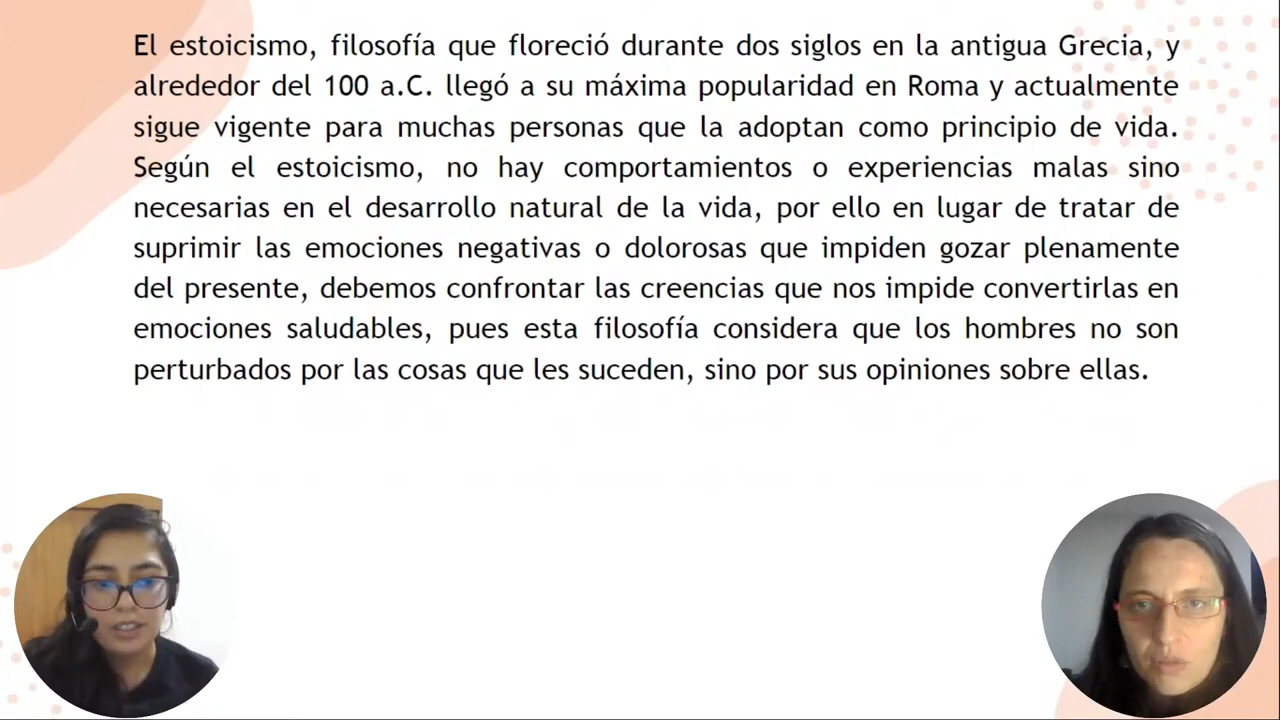 El estoicismo, filosofía que floreció durante dos siglos en la antigua Grecia, y
alrededor del 100 a.C. llegó a su máxima popularidad en Roma y actualmente
sigue vigente para muchas personas que la adoptan como principio de vida.
Según el estoicismo, no hay comportamientos o experiencias malas sino
necesarias en el desarrollo natural de la vida, por ello en lugar de tratar de
suprimir las emociones negativas o dolorosas que impiden gozar plenamente
del presente, debemos confrontar las creencias que nos impide convertirlas en
emociones saludables, pues esta filosofía considera que los hombres no son
perturbados por las cosas que les suceden, sino por sus opiniones sobre ellas.